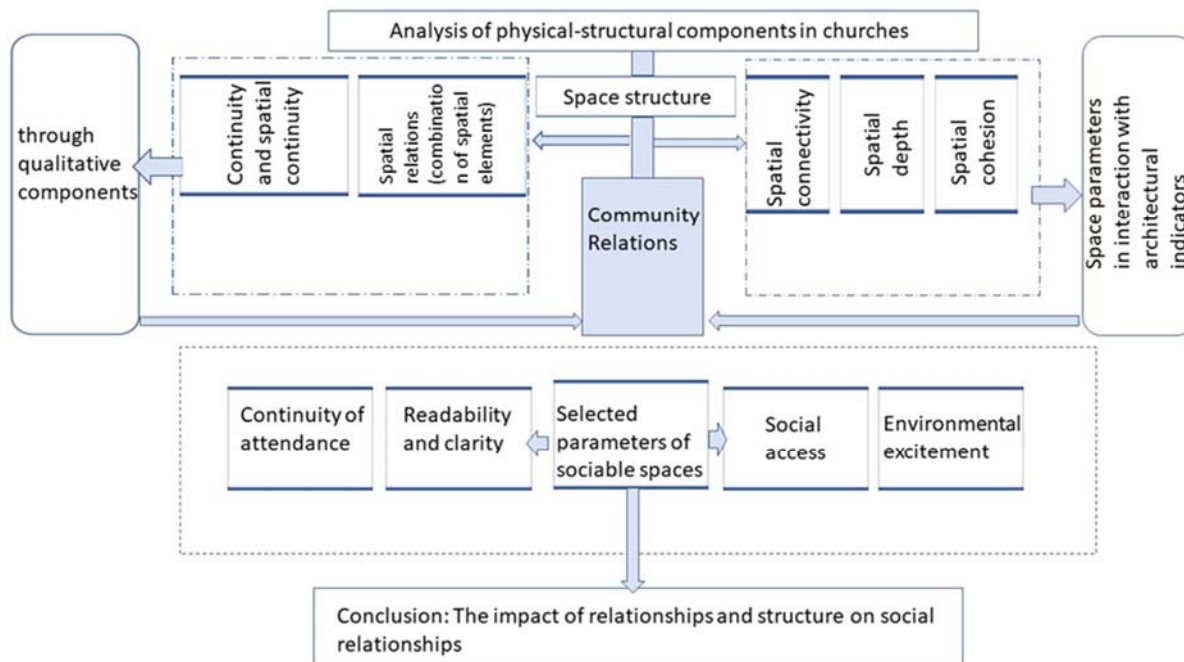 Analysis of physical-structural components in churches
through
qualitative
components
Continuity
and spatial
continuity
Spatial
relations
(combinatio
n of spatial
elements)
Space structure
Spatial
connectivity
Spatial
depth
Spatial
cohesion
Space parameters
in interaction with
architectural
indicators
Community
Relations
Continuity of
attendance
Readability
and clarity
Selected
parameters of
sociable spaces
Social
access
Environmental
excitement
Conclusion: The impact of relationships and structure on social
relationships